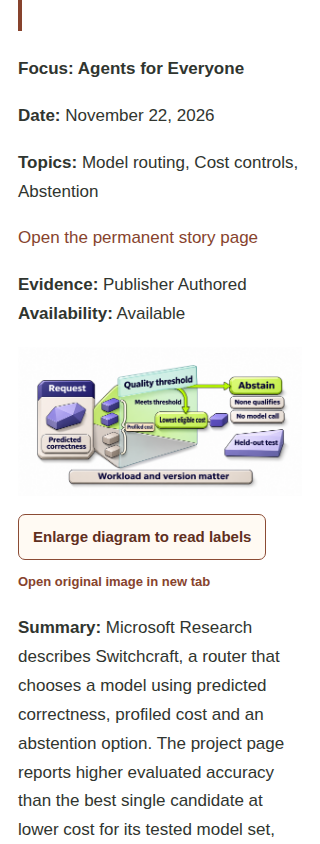 Focus: Agents for Everyone
Date: November 22, 2026
Topics: Model routing, Cost controls,
Abstention
Open the permanent story page
Evidence: Publisher Authored
Availability: Available
Request
Predicted
correctness
Quality threshold
Meets threshold
Profiled cost
Lowest eligible cost
Abstain
None qualifies
No model call
Held-out test
Workload and version matter
Enlarge diagram to read labels
Open original image in new tab
Summary: Microsoft Research
describes Switchcraft, a router that
chooses a model using predicted
correctness, profiled cost and an
abstention option. The project page
reports higher evaluated accuracy
than the best single candidate at
lower cost for its tested model set,